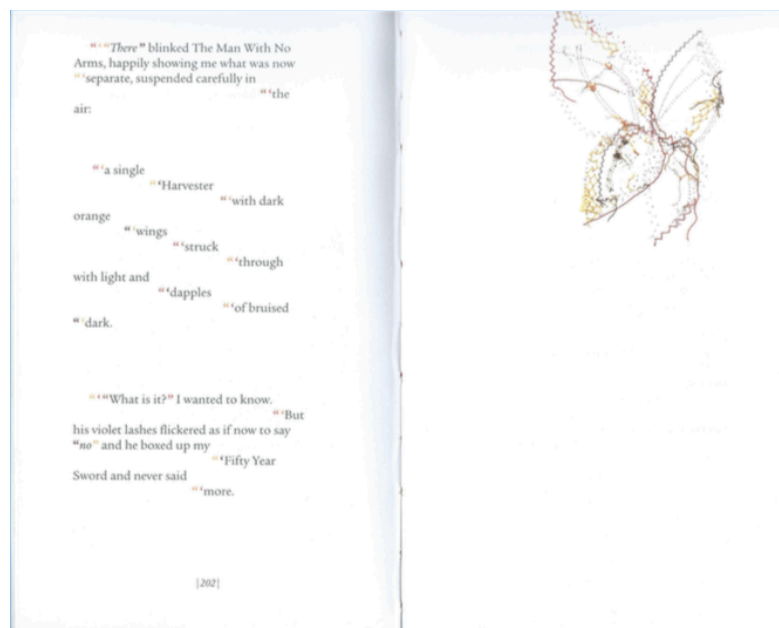 “‘“There” blinked The Man With No
Arms, happily showing me what was now
“‘separate, suspended carefully in
“‘the
air:
“‘a single
“‘Harvester
“‘with dark
orange
“‘wings
“‘struck
“‘through
with light and
“‘dapples
“‘of bruised
“‘dark.
“‘“What is it?” I wanted to know.
“‘But
his violet lashes flickered as if now to say
“no” and he boxed up my
“‘Fifty Year
Sword and never said
“‘more.
|202|